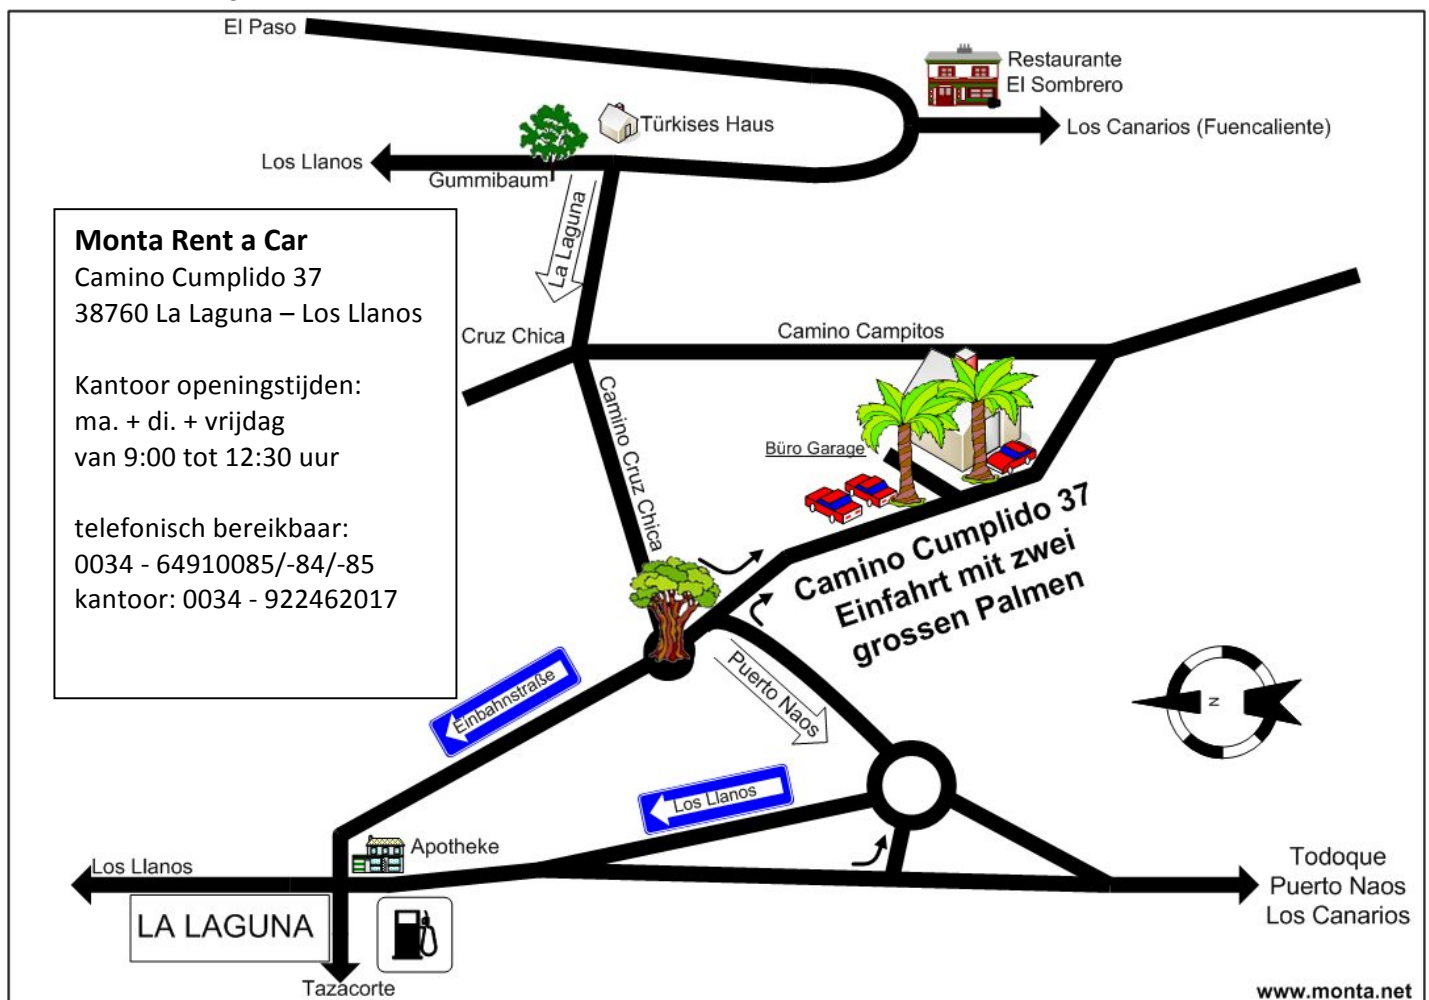 El Paso
Restaurante
El Sombrero
Türkises Haus
Los Canarios (Fuencaliente)
Los Llanos
Gummibaum
La Laguna
Monta Rent a Car
Camino Cumplido 37
38760 La Laguna – Los Llanos
Kantoor openingstijden:
ma. + di. + vrijdag
van 9:00 tot 12:30 uur
telefonisch bereikbaar:
0034 - 64910085/-84/-85
kantoor: 0034 - 922462017
Cruz Chica
Camino Campitos
Camino Cruz Chica
Büro Garage
Camino Cumplido 37
Einfahrt mit zwei
grossen Palmen
Einbahnstraße
Puerto Naos
N
Los Llanos
Apotheke
Los Llanos
LA LAGUNA
Tazacorte
Todoque
Puerto Naos
Los Canarios
www.monta.net